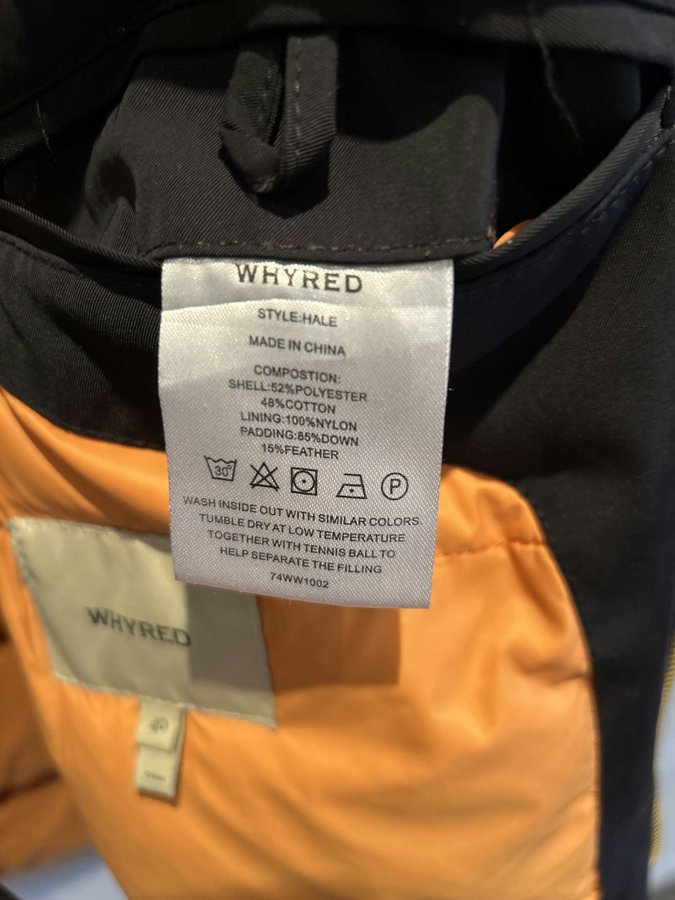 WHYRED
STYLE:HALE
MADE IN CHINA
COMPOSTION:
SHELL:52%POLYESTER
48%COTTON
LINING:100%NYLON
PADDING:85%DOWN
15%FEATHER
30° P
WASH INSIDE OUT WITH SIMILAR COLORS.
TUMBLE DRY AT LOW TEMPERATURE
TOGETHER WITH TENNIS BALL TO
HELP SEPARATE THE FILLING
74WW1002
WHYRED